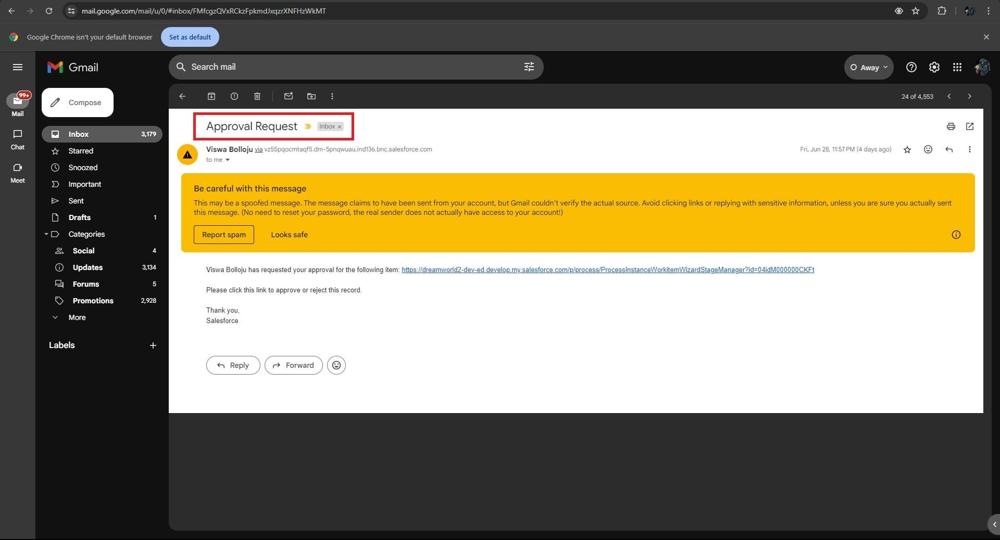 mail.google.com/mail/u/0/#inbox/FMfcgzQVxRCkzFpkmdJxqzrXNFHzWkMT
Google Chrome isn't your default browser
Set as default
Gmail
Search mail
Away
99+
Mail
Chat
Meet
Compose
Inbox 3,179
Starred
Snoozed
Important
Sent
Drafts 1
Categories
Social 4
Updates 3,134
Forums 5
Promotions 2,928
More
Labels
24 of 4,553
Approval Request Inbox x
Viswa Bolloju via vz55pqocmtaqf5.dm-5pnqwuau.ind136.bnc.salesforce.com
Fri, Jun 28, 11:57 PM (4 days ago)
to me
Be careful with this message
This may be a spoofed message. The message claims to have been sent from your account, but Gmail couldn't verify the actual source. Avoid clicking links or replying with sensitive information, unless you are sure you actually sent
this message. (No need to reset your password, the real sender does not actually have access to your account!)
Report spam
Looks safe
Viswa Bolloju has requested your approval for the following item: https://dreamworld2-dev-ed.develop.my.salesforce.com/p/process/ProcessInstanceWorkitemWizardStageManager?id=04idM000000CKFt
Please click this link to approve or reject this record.
Thank you,
Salesforce
Reply
Forward